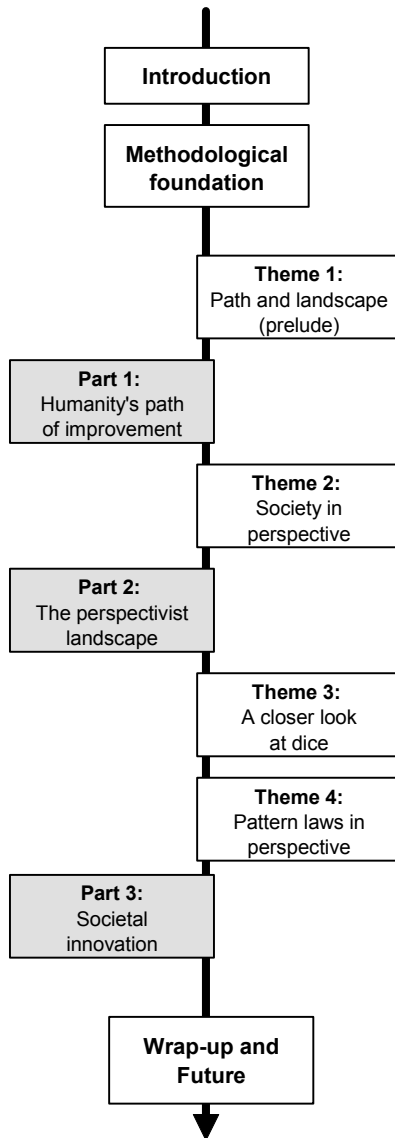 Introduction
Methodological
foundation
Theme 1:
Path and landscape
(prelude)
Part 1:
Humanity's path
of improvement
Theme 2:
Society in
perspective
Part 2:
The perspectivist
landscape
Theme 3:
A closer look
at dice
Theme 4:
Pattern laws in
perspective
Part 3:
Societal
innovation
Wrap-up and
Future